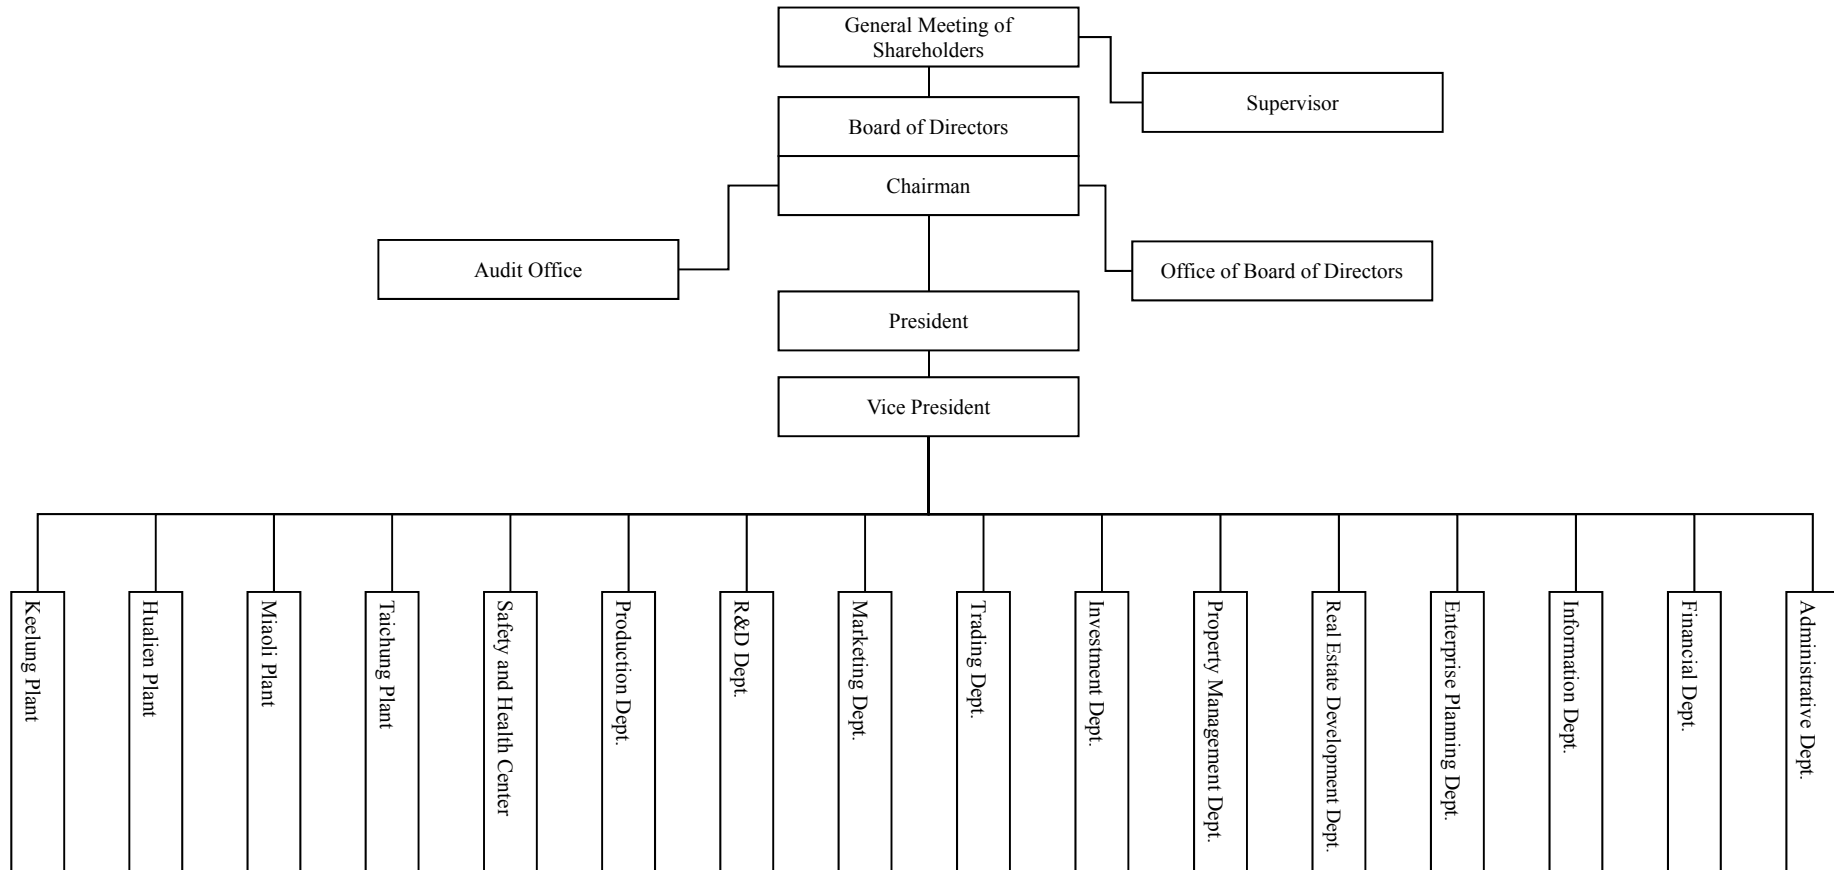 General Meeting of
Shareholders
Supervisor
Board of Directors
Chairman
Audit Office
Office of Board of Directors
President
Vice President
Keelung Plant
Hualien Plant
Miaoli Plant
Taichung Plant
Safety and Health Center
Production Dept.
R&D Dept.
Marketing Dept.
Trading Dept.
Investment Dept.
Property Management Dept.
Real Estate Development Dept.
Enterprise Planning Dept.
Information Dept.
Financial Dept.
Administrative Dept.